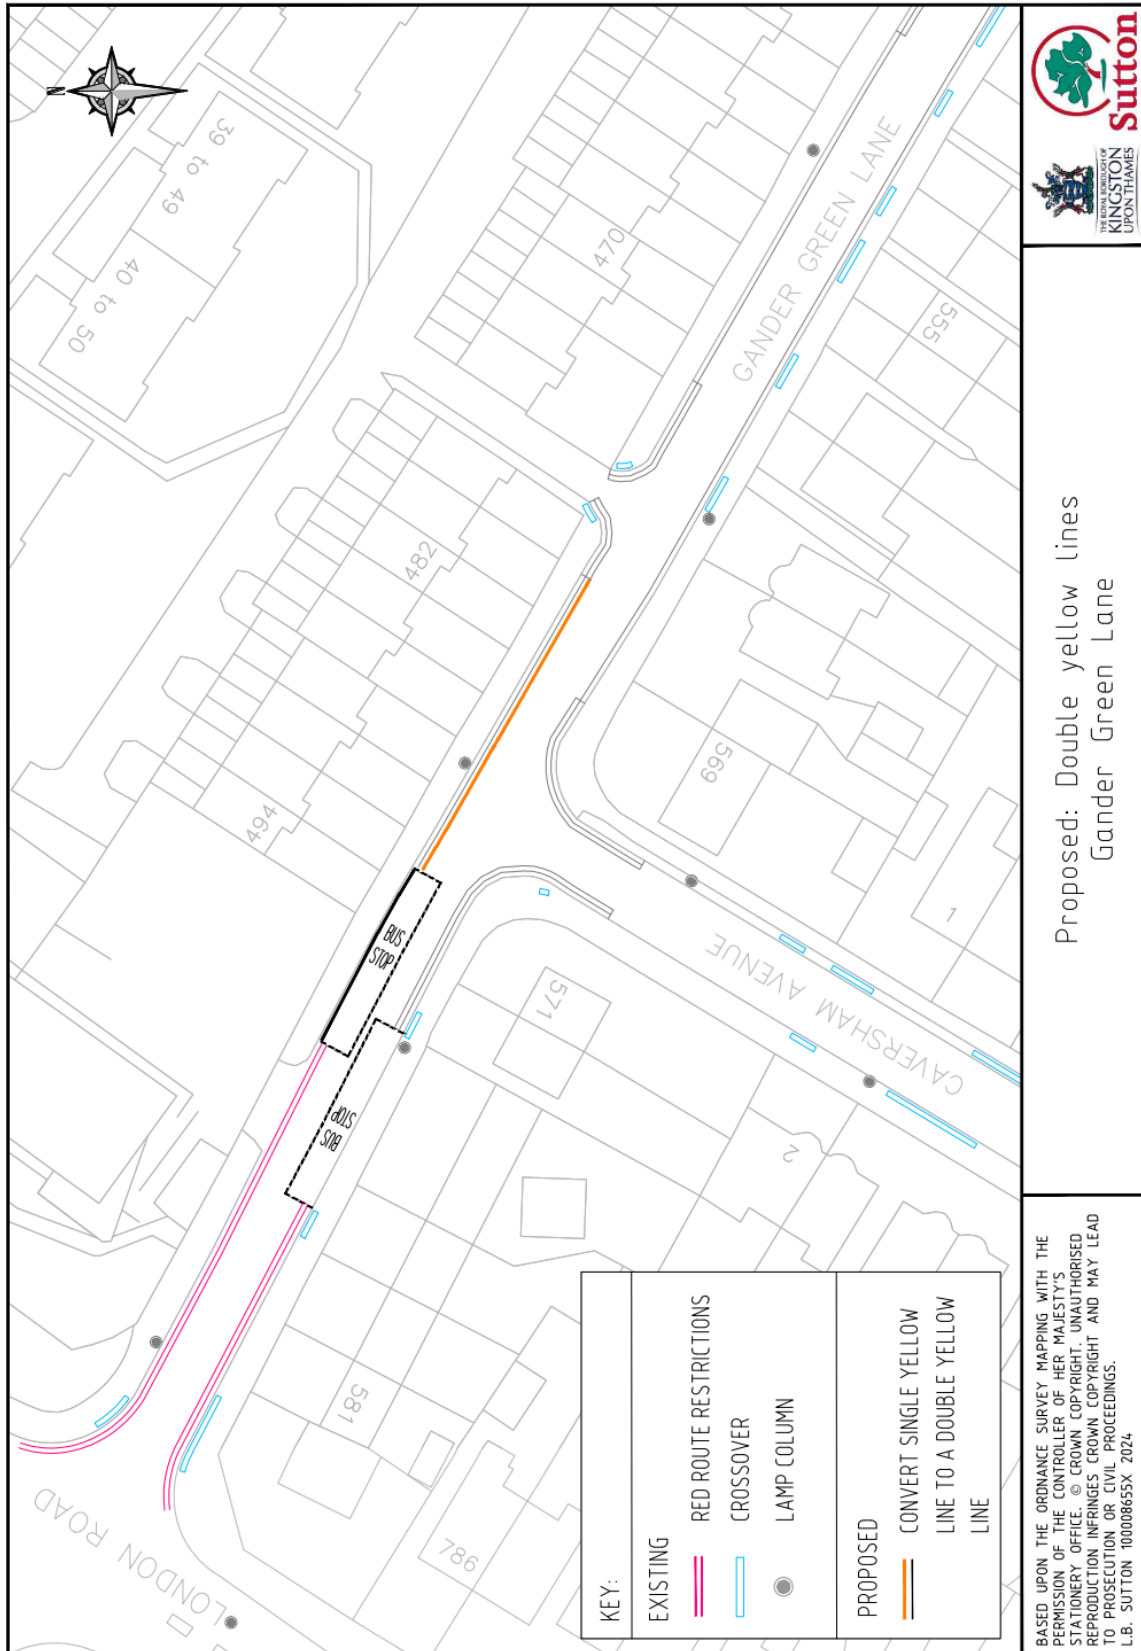 N
39 to 49
40 to 50
470
482
494
GANDER GREEN LANE
555
569
571
581
786
1
2
CAVERSHAM AVENUE
LONDON ROAD
BUS
STOP
BUS
STOP
KEY:
EXISTING
RED ROUTE RESTRICTIONS
CROSSOVER
LAMP COLUMN
PROPOSED
CONVERT SINGLE YELLOW
LINE TO A DOUBLE YELLOW
LINE
BASED UPON THE ORDNANCE SURVEY MAPPING WITH THE
PERMISSION OF THE CONTROLLER OF HER MAJESTY'S
STATIONERY OFFICE. © CROWN COPYRIGHT. UNAUTHORISED
REPRODUCTION INFRINGES CROWN COPYRIGHT AND MAY LEAD
TO PROSECUTION OR CIVIL PROCEEDINGS.
L.B. SUTTON 100008655X 2024
Proposed: Double yellow lines
Gander Green Lane
THE ROYAL BOROUGH OF
KINGSTON
UPON THAMES
Sutton